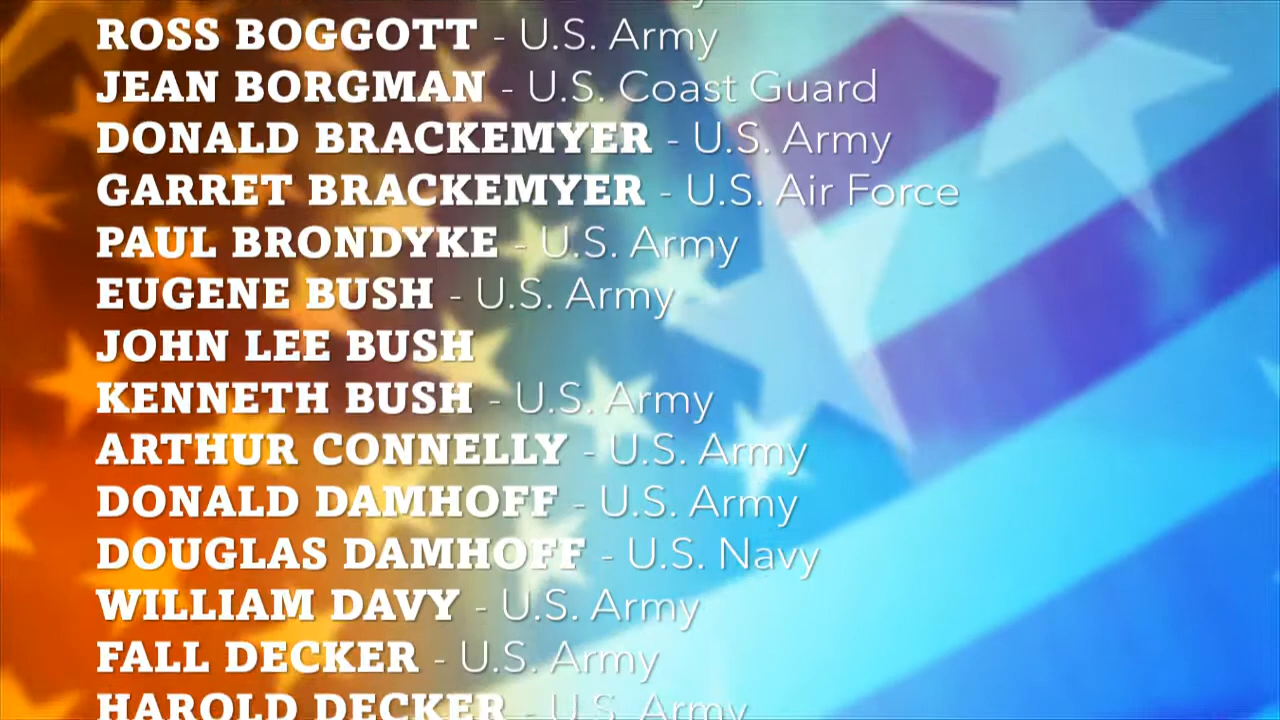 ROSS BOGGOTT - U.S. Army
JEAN BORGMAN - U.S. Coast Guard
DONALD BRACKEMYER - U.S. Army
GARRET BRACKEMYER - U.S. Air Force
PAUL BRONDYKE - U.S. Army
EUGENE BUSH - U.S. Army
JOHN LEE BUSH
KENNETH BUSH - U.S. Army
ARTHUR CONNELLY - U.S. Army
DONALD DAMHOFF - U.S. Army
DOUGLAS DAMHOFF - U.S. Navy
WILLIAM DAVY - U.S. Army
FALL DECKER - U.S. Army
HAROLD DECKER - U.S. Army